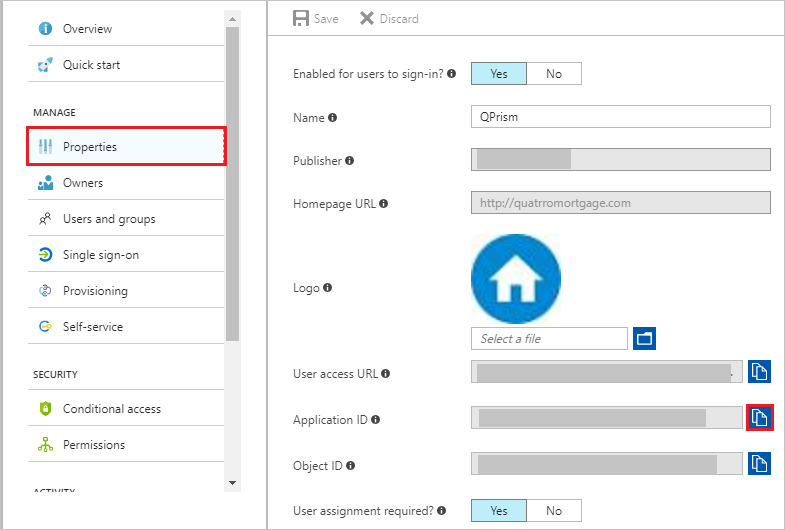 Overview
Quick start
MANAGE
Properties
Owners
Users and groups
Single sign-on
Provisioning
Self-service
SECURITY
Conditional access
Permissions
ACTIVITY
Save Discard
Enabled for users to sign-in? Yes No
Name QPrism
Publisher
Homepage URL http://quatrromortgage.com
Logo
Select a file
User access URL
Application ID
Object ID
User assignment required? Yes No